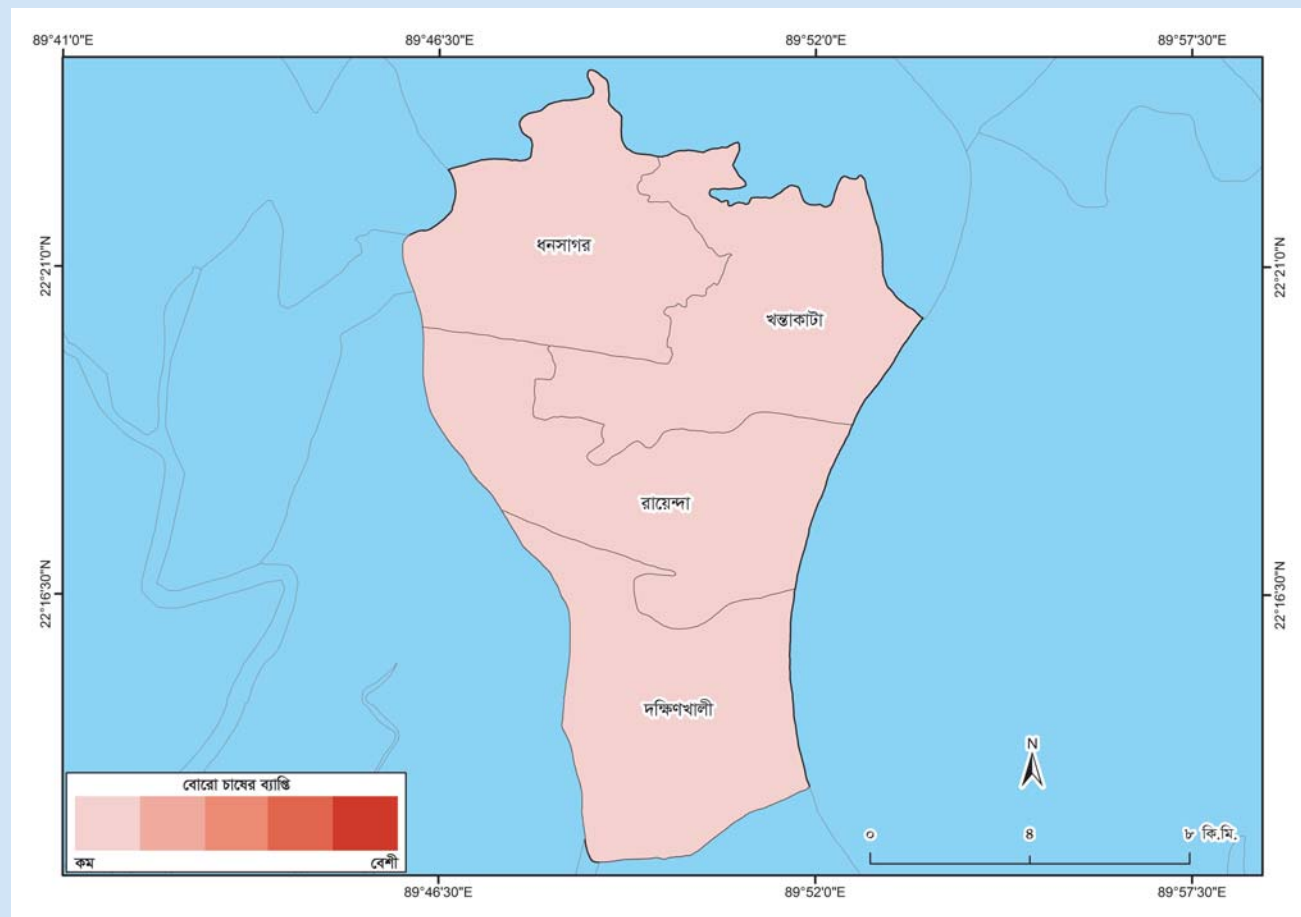 89°41'0"E
89°46'30"E
89°52'0"E
89°57'30"E
22°21'0"N
22°21'0"N
ধনসাগর
খন্তাকাটা
রায়েন্দা
22°16'30"N
22°16'30"N
দক্ষিণখালী
N
বোরো চাষের ব্যাপ্তি
কম
বেশী
০
৪
৮ কি.মি.
89°46'30"E
89°52'0"E
89°57'30"E